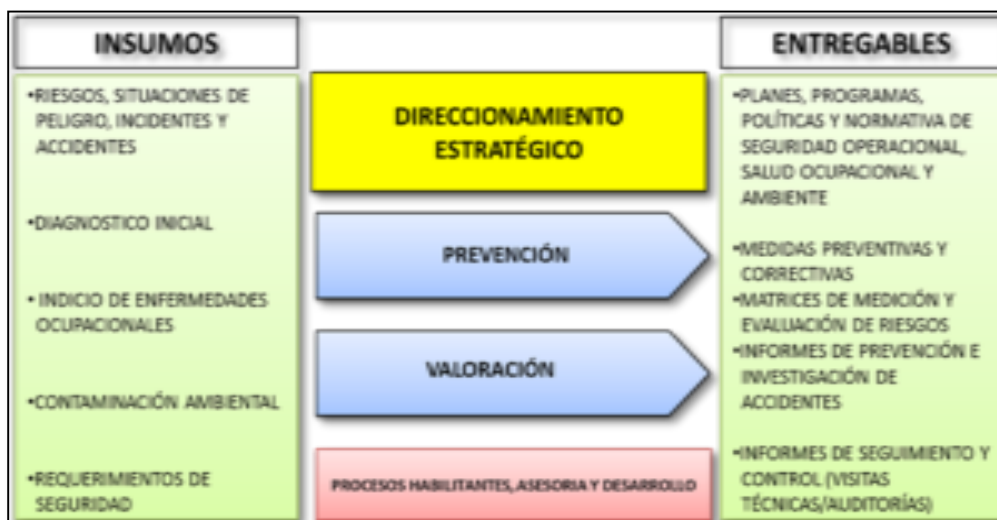 INSUMOS
•RIESGOS, SITUACIONES DE
PELIGRO, INCIDENTES Y
ACCIDENTES
•DIAGNOSTICO INICIAL
• INDICIO DE ENFERMEDADES
OCUPACIONALES
•CONTAMINACIÓN AMBIENTAL
•REQUERIMIENTOS DE
SEGURIDAD
DIRECCIONAMIENTO
ESTRATÉGICO
PREVENCIÓN
VALORACIÓN
PROCESOS HABILITANTES, ASESORIA Y DESARROLLO
ENTREGABLES
•PLANES, PROGRAMAS,
POLÍTICAS Y NORMATIVA DE
SEGURIDAD OPERACIONAL,
SALUD OCUPACIONAL Y
AMBIENTE
•MEDIDAS PREVENTIVAS Y
CORRECTIVAS
•MATRICES DE MEDICIÓN Y
EVALUACIÓN DE RIESGOS
•INFORMES DE PREVENCIÓN E
INVESTIGACIÓN DE
ACCIDENTES
•INFORMES DE SEGUIMIENTO Y
CONTROL (VISITAS
TÉCNICAS/AUDITORÍAS)